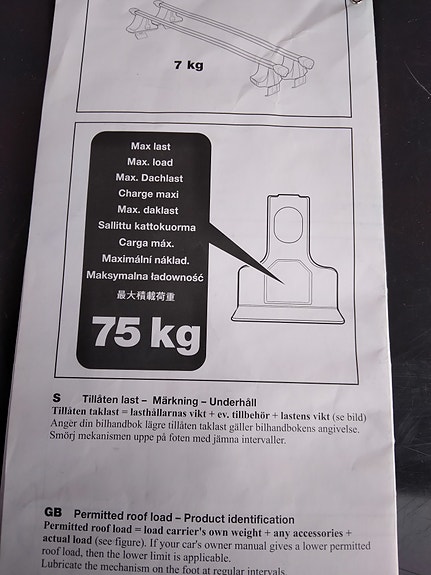 7 kg
Max last
Max. load
Max. Dachlast
Charge maxi
Max. daklast
Sallittu kattokuorma
Carga máx.
Maximální náklad.
Maksymalna ładowność
最大積載荷重
75 kg
S Tillåten last – Märkning – Underhåll
Tillåten taklast = lasthållarnas vikt + ev. tillbehör + lastens vikt (se bild)
Anger din bilhandbok lägre tillåten taklast gäller bilhandbokens angivelse.
Smörj mekanismen uppe på foten med jämna intervaller.
GB Permitted roof load – Product identification
Permitted roof load = load carrier's own weight + any accessories +
actual load (see figure). If your car's owner manual gives a lower permitted
roof load, then the lower limit is applicable.
Lubricate the mechanism on the foot at regular intervals.